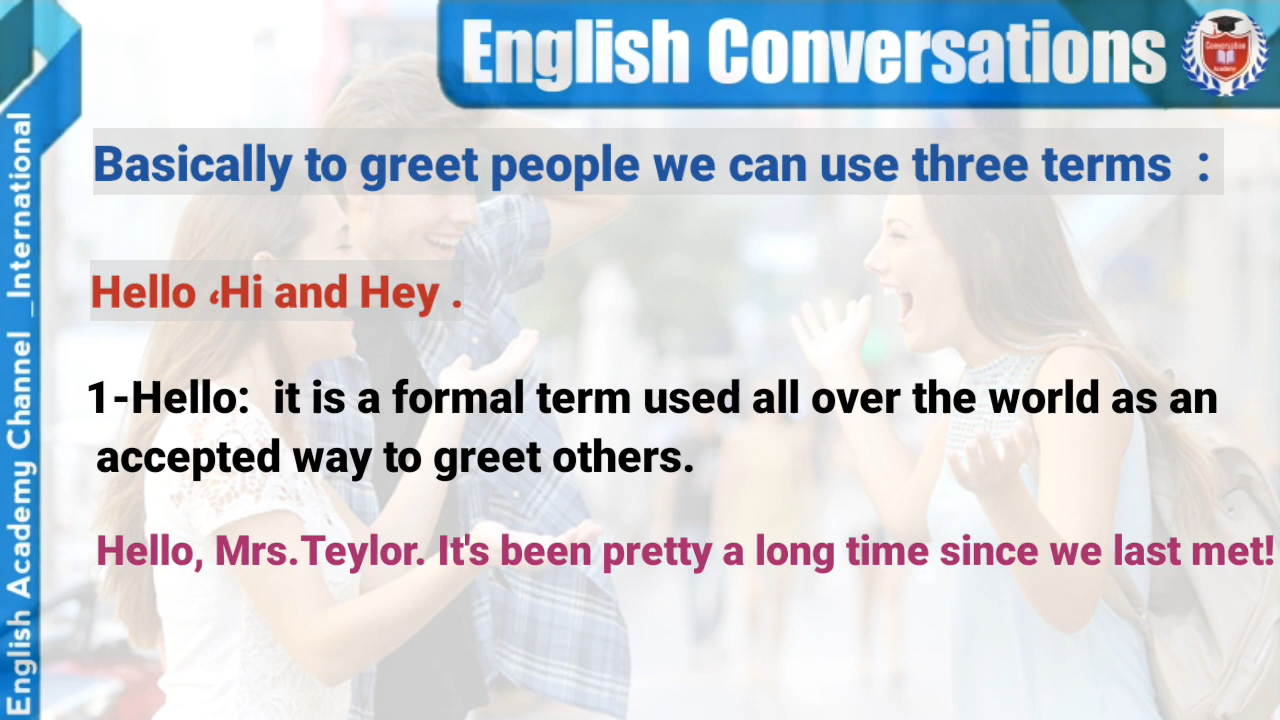 English Conversations
Conversation
Academy
Basically to greet people we can use three terms  :
Hello ،Hi and Hey .
1-Hello:  it is a formal term used all over the world as an
accepted way to greet others.
Hello, Mrs.Teylor. It's been pretty a long time since we last met!
English Academy Channel _International